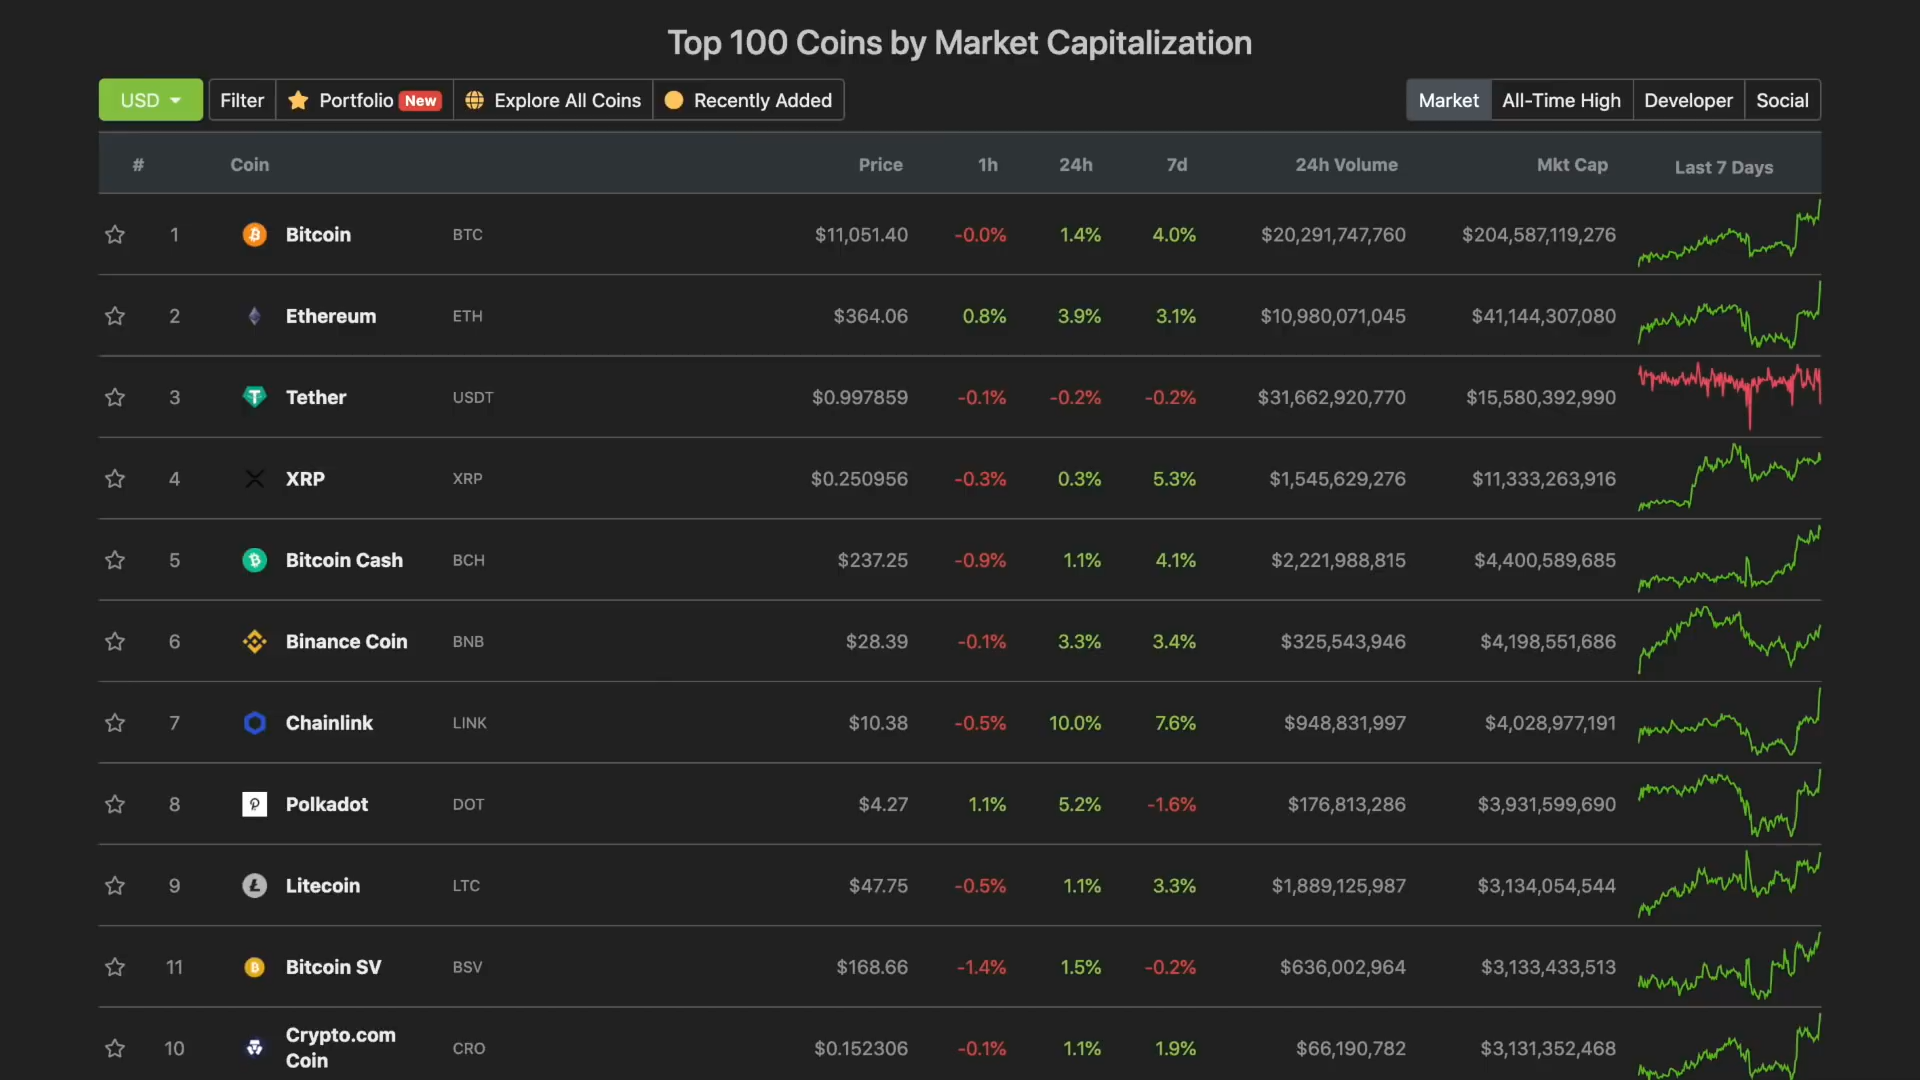 Top 100 Coins by Market Capitalization
USD Filter Portfolio New Explore All Coins Recently Added Market All-Time High Developer Social
# Coin Price 1h 24h 7d 24h Volume Mkt Cap Last 7 Days
1 Bitcoin BTC $11,051.40 -0.0% 1.4% 4.0% $20,291,747,760 $204,587,119,276
2 Ethereum ETH $364.06 0.8% 3.9% 3.1% $10,980,071,045 $41,144,307,080
3 Tether USDT $0.997859 -0.1% -0.2% -0.2% $31,662,920,770 $15,580,392,990
4 XRP XRP $0.250956 -0.3% 0.3% 5.3% $1,545,629,276 $11,333,263,916
5 Bitcoin Cash BCH $237.25 -0.9% 1.1% 4.1% $2,221,988,815 $4,400,589,685
6 Binance Coin BNB $28.39 -0.1% 3.3% 3.4% $325,543,946 $4,198,551,686
7 Chainlink LINK $10.38 -0.5% 10.0% 7.6% $948,831,997 $4,028,977,191
8 Polkadot DOT $4.27 1.1% 5.2% -1.6% $176,813,286 $3,931,599,690
9 Litecoin LTC $47.75 -0.5% 1.1% 3.3% $1,889,125,987 $3,134,054,544
11 Bitcoin SV BSV $168.66 -1.4% 1.5% -0.2% $636,002,964 $3,133,433,513
10 Crypto.com Coin CRO $0.152306 -0.1% 1.1% 1.9% $66,190,782 $3,131,352,468